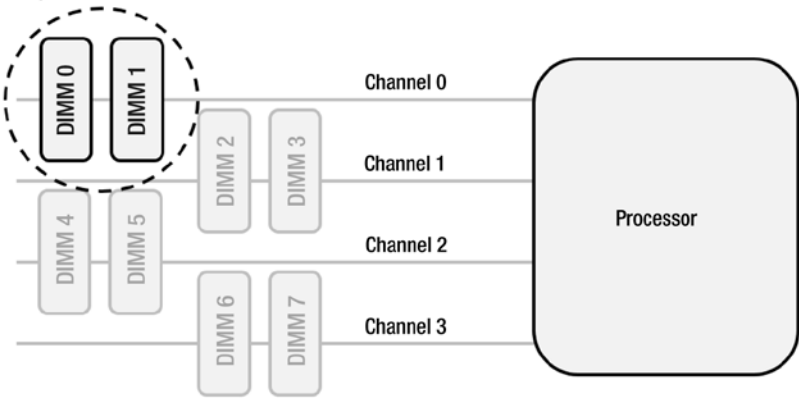 DIMM 0
DIMM 1
Channel 0
DIMM 2
DIMM 3
Channel 1
DIMM 4
DIMM 5
Channel 2
DIMM 6
DIMM 7
Channel 3
Processor